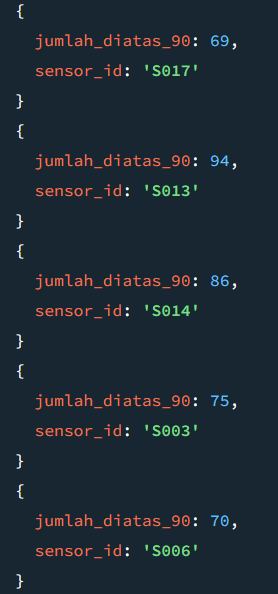 {
jumlah_diatas_90: 69,
sensor_id: 'S017'
}
{
jumlah_diatas_90: 94,
sensor_id: 'S013'
}
{
jumlah_diatas_90: 86,
sensor_id: 'S014'
}
{
jumlah_diatas_90: 75,
sensor_id: 'S003'
}
{
jumlah_diatas_90: 70,
sensor_id: 'S006'
}